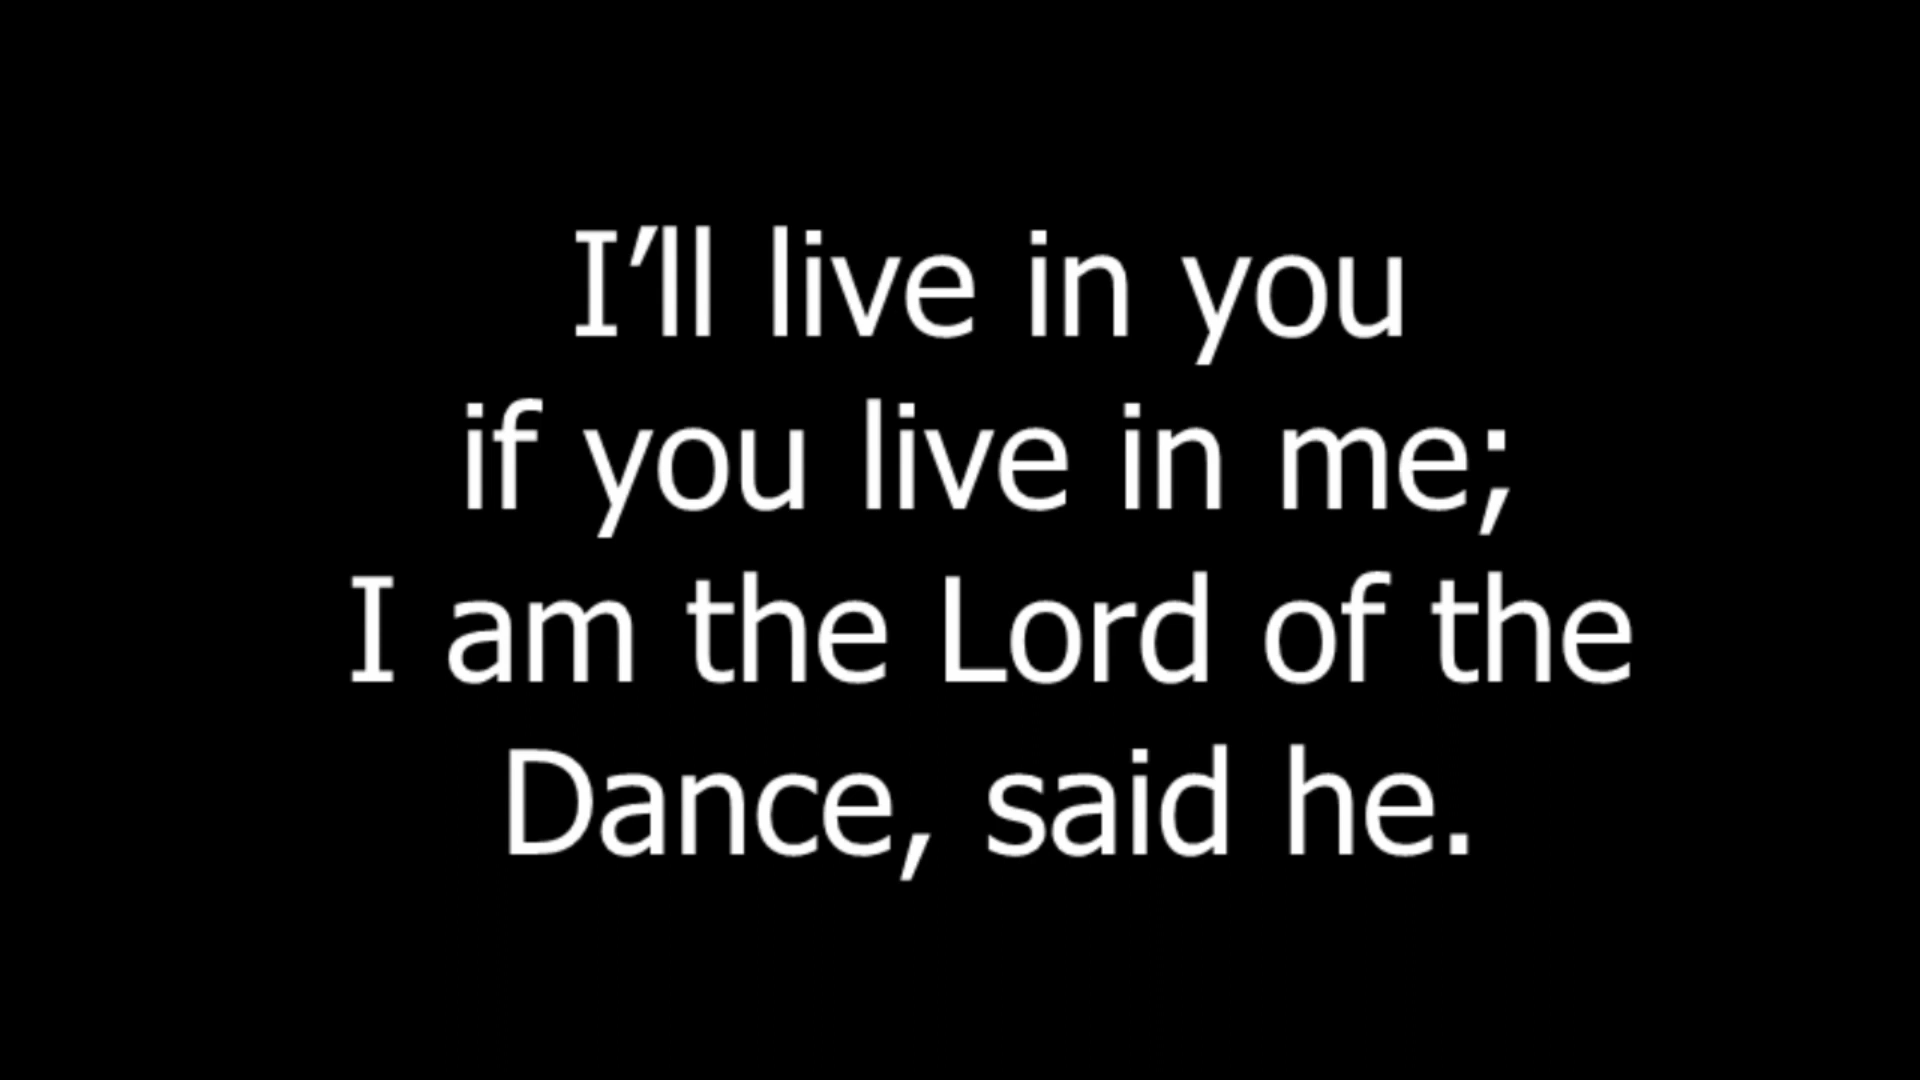 I’ll live in you
if you live in me;
I am the Lord of the
Dance, said he.